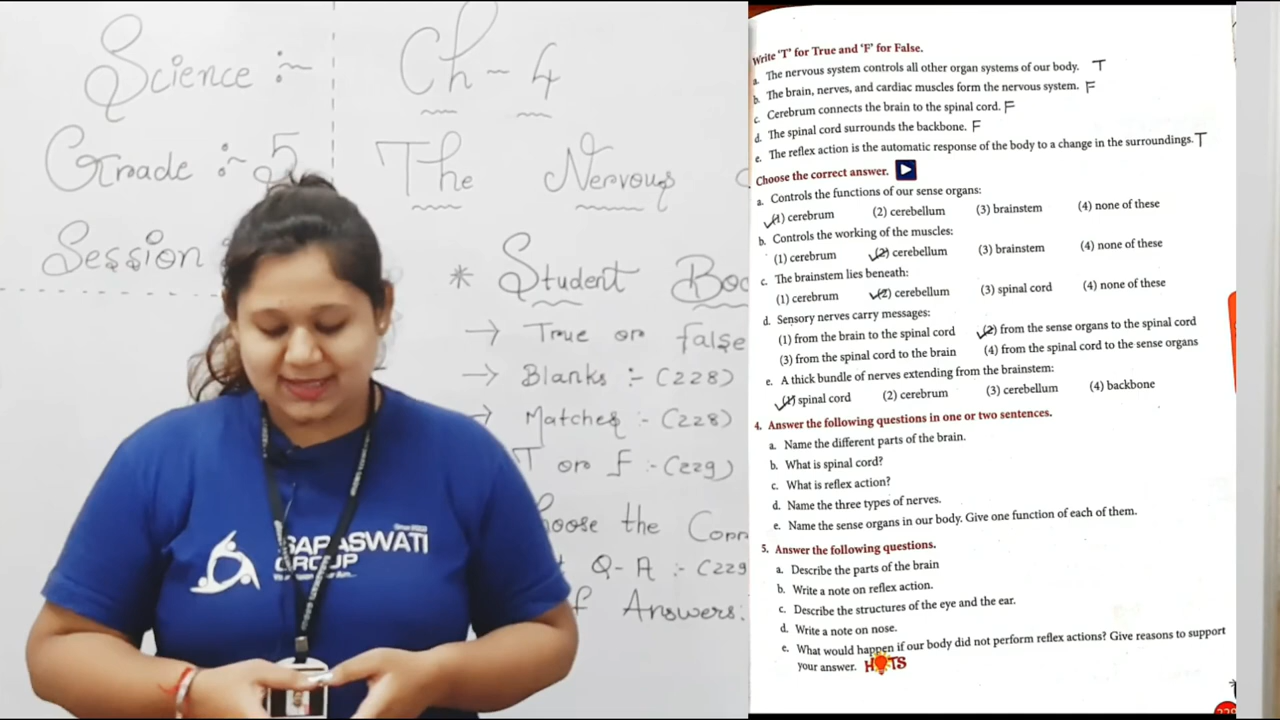 Science :-
Ch - 4
Grade :- 5
The Nervous
Session
* Student Boo
→ True or false
→ Blanks :- (228)
→ Matches :- (228)
T or F :- (229)
hoose the Corr
Q-A :- (229
f Answers:
SARASWATI
GROUP
Write 'T' for True and 'F' for False.
a. The nervous system controls all other organ systems of our body. T
b. The brain, nerves, and cardiac muscles form the nervous system. F
c. Cerebrum connects the brain to the spinal cord. F
d. The spinal cord surrounds the backbone. F
e. The reflex action is the automatic response of the body to a change in the surroundings. T
Choose the correct answer.
a. Controls the functions of our sense organs:
(1) cerebrum (2) cerebellum (3) brainstem (4) none of these
b. Controls the working of the muscles:
(1) cerebrum (2) cerebellum (3) brainstem (4) none of these
c. The brainstem lies beneath:
(1) cerebrum (2) cerebellum (3) spinal cord (4) none of these
d. Sensory nerves carry messages:
(1) from the brain to the spinal cord (2) from the sense organs to the spinal cord
(3) from the spinal cord to the brain (4) from the spinal cord to the sense organs
e. A thick bundle of nerves extending from the brainstem:
(1) spinal cord (2) cerebrum (3) cerebellum (4) backbone
4. Answer the following questions in one or two sentences.
a. Name the different parts of the brain.
b. What is spinal cord?
c. What is reflex action?
d. Name the three types of nerves.
e. Name the sense organs in our body. Give one function of each of them.
5. Answer the following questions.
a. Describe the parts of the brain
b. Write a note on reflex action.
c. Describe the structures of the eye and the ear.
d. Write a note on nose.
e. What would happen if our body did not perform reflex actions? Give reasons to support
your answer. HOTS